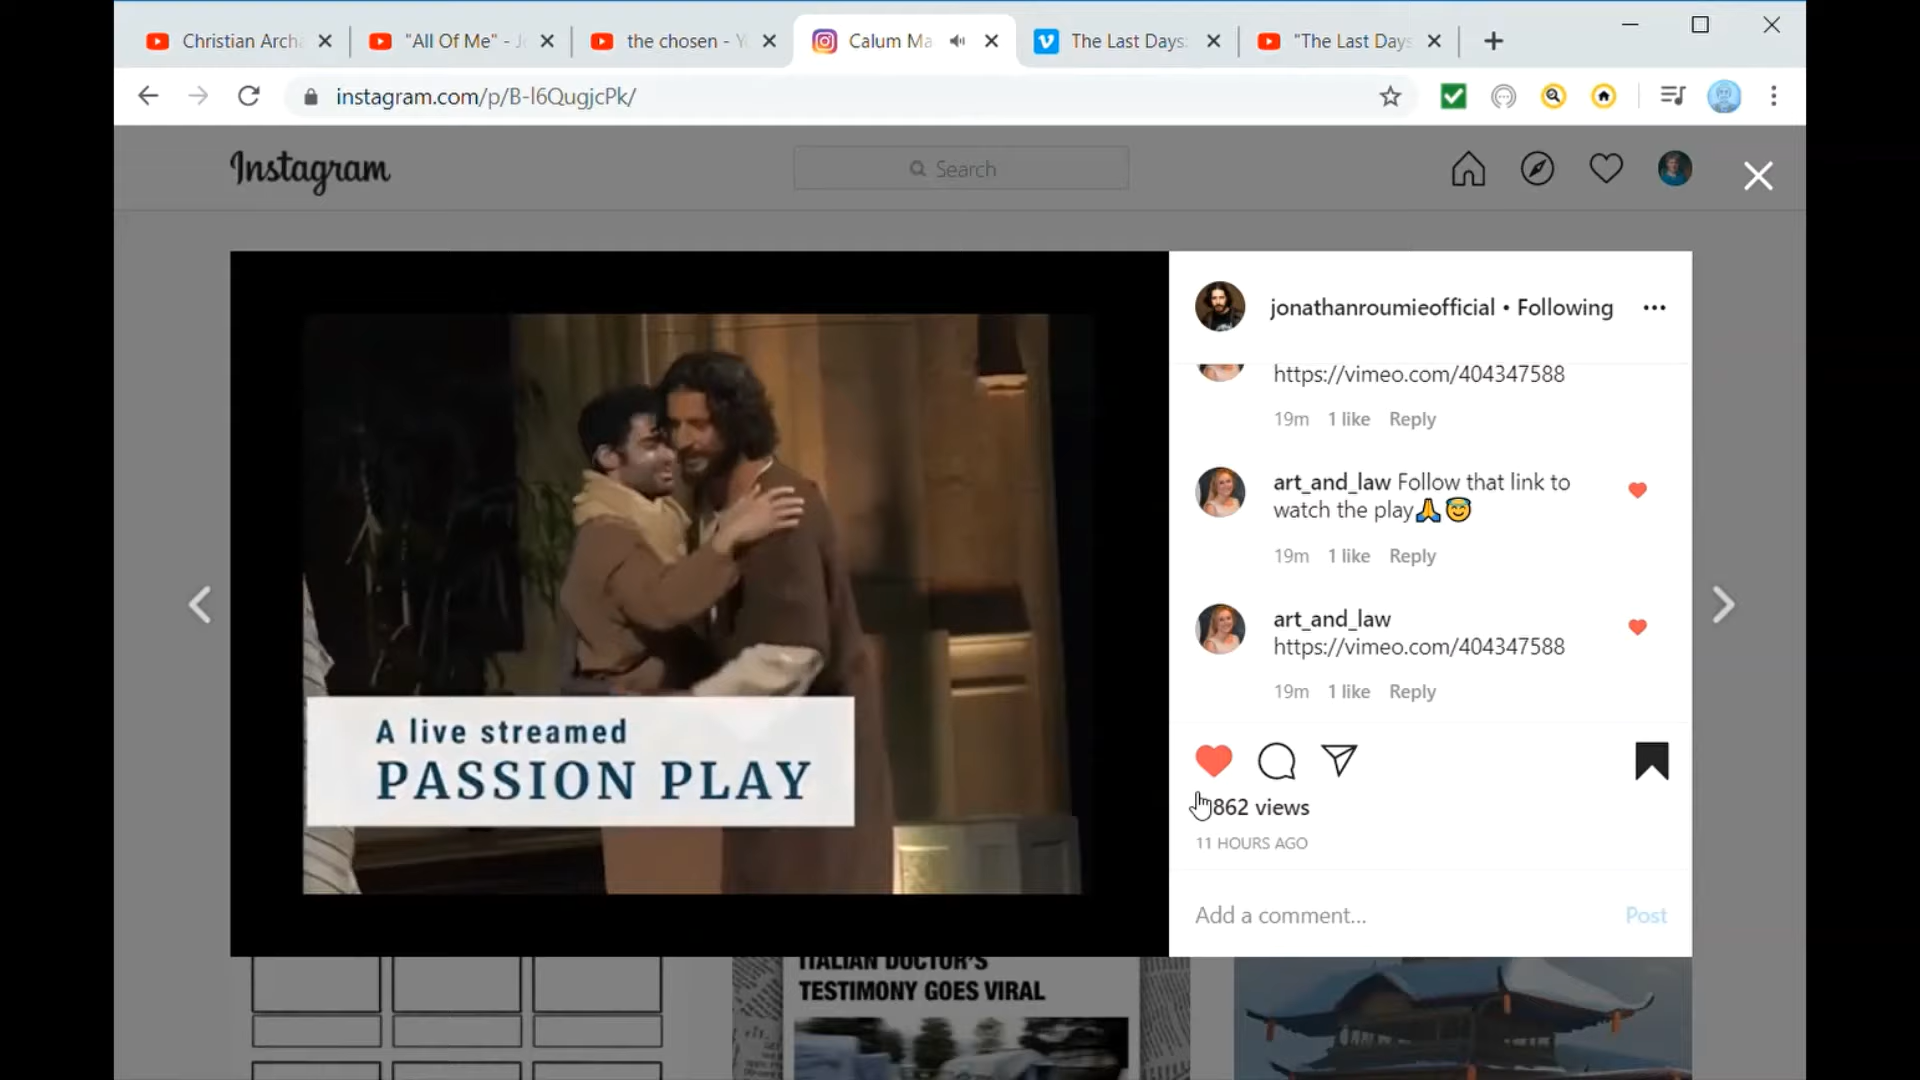 Christian Arch
"All Of Me" - J
the chosen - Y
Calum Ma
The Last Days:
"The Last Days
instagram.com/p/B-l6QugjcPk/
Instagram
Search
jonathanroumieofficial • Following
https://vimeo.com/404347588
19m 1 like Reply
art_and_law Follow that link to
watch the play🙏😇
19m 1 like Reply
art_and_law
https://vimeo.com/404347588
19m 1 like Reply
A live streamed
PASSION PLAY
862 views
11 HOURS AGO
Add a comment... Post
ITALIAN DOCTOR'S
TESTIMONY GOES VIRAL